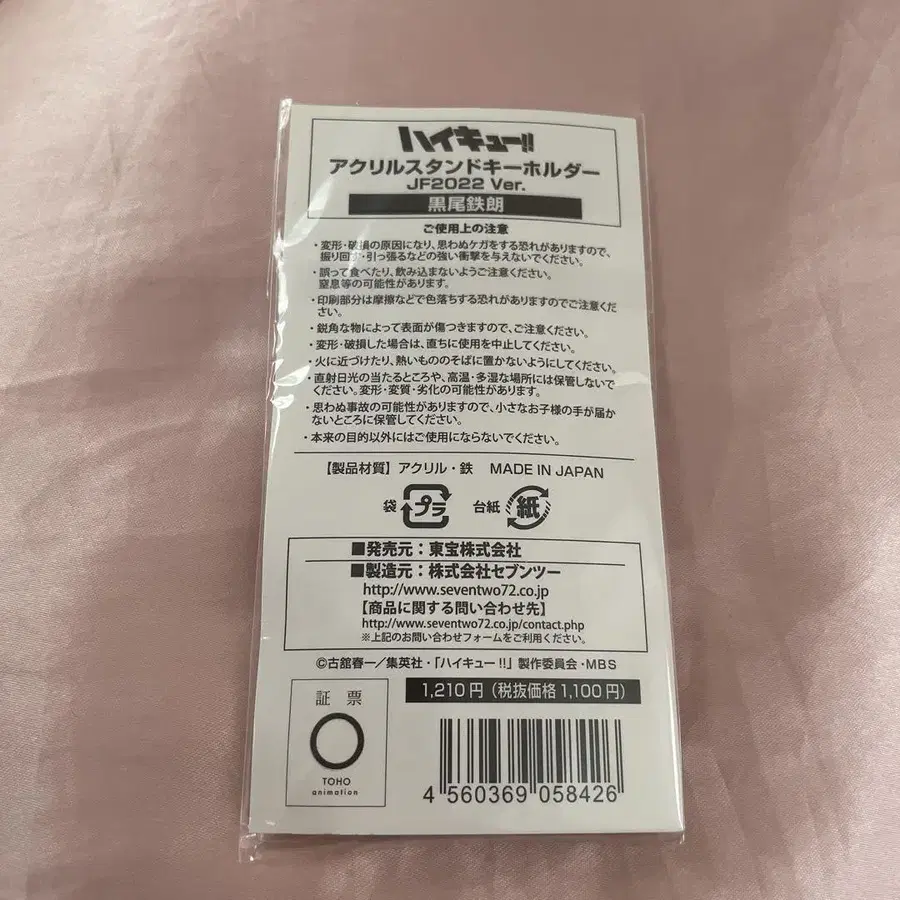 ハイキュー!!
アクリルスタンドキーホルダー
JF2022 Ver.
黒尾鉄朗
ご使用上の注意
・変形・破損の原因になり、思わぬケガをする恐れがありますので、
振り回す・引っ張るなどの強い衝撃を与えないでください。
・誤って食べたり、飲み込まないようご注意ください。
窒息等の可能性があります。
・印刷部分は摩擦などで色落ちする恐れがありますのでご注意くだ
さい。
・鋭角な物によって表面が傷つきますので、ご注意ください。
・変形・破損した場合は、直ちに使用を中止してください。
・火に近づけたり、熱いもののそばに置かないようにしてください。
・直射日光の当たるところや、高温・多湿な場所には保管しないで
ください。変形・変質・劣化の可能性があります。
・思わぬ事故の可能性がありますので、小さなお子様の手が届か
ないところに保管してください。
・本来の目的以外にはご使用にならないでください。
【製品材質】アクリル・鉄 MADE IN JAPAN
袋 プラ 台紙 紙
■発売元：東宝株式会社
■製造元：株式会社セブンツー
http://www.seventwo72.co.jp
【商品に関する問い合わせ先】
http://www.seventwo72.co.jp/contact.php
※上記のお問い合わせフォームをご利用ください。
©古舘春一／集英社・「ハイキュー!!」製作委員会・MBS
証 票
TOHO
animation
1,210円（税抜価格1,100円）
4 560369 058426